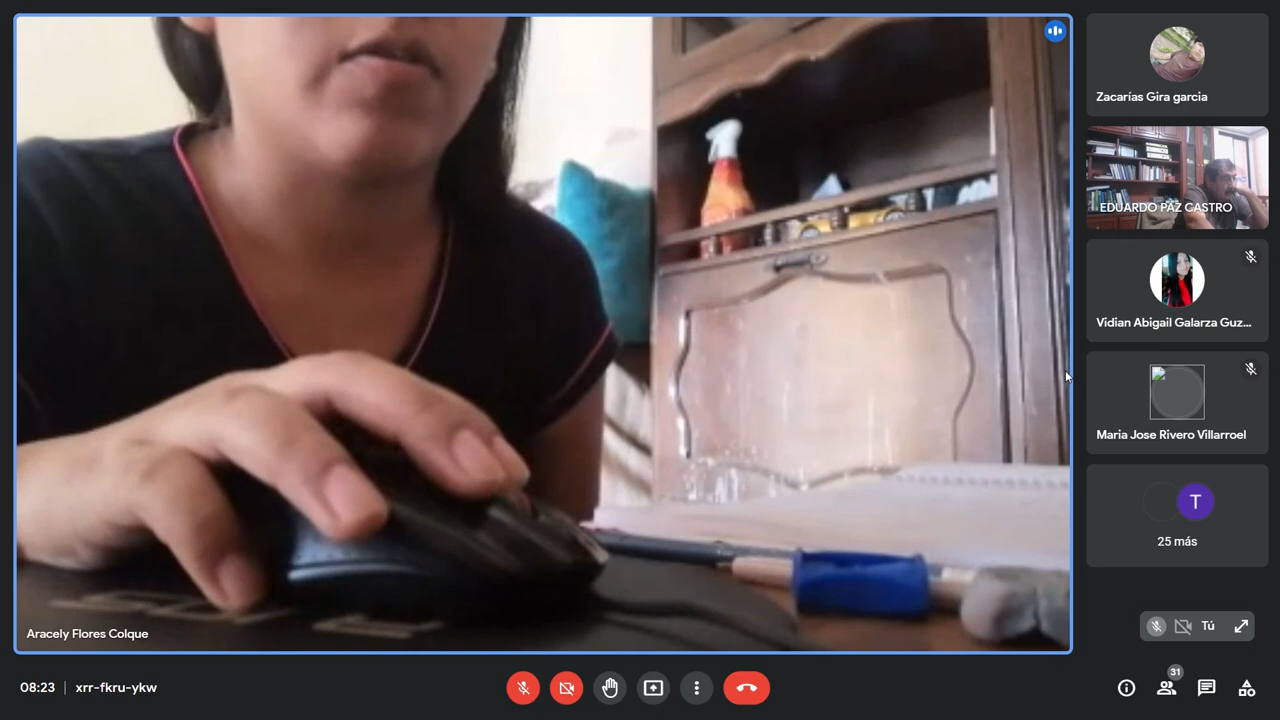 Zacarías Gira garcia
EDUARDO PAZ CASTRO
Vidian Abigail Galarza Guz...
Maria Jose Rivero Villarroel
T
25 más
Tú
Aracely Flores Colque
08:23 | xrr-fkru-ykw
31